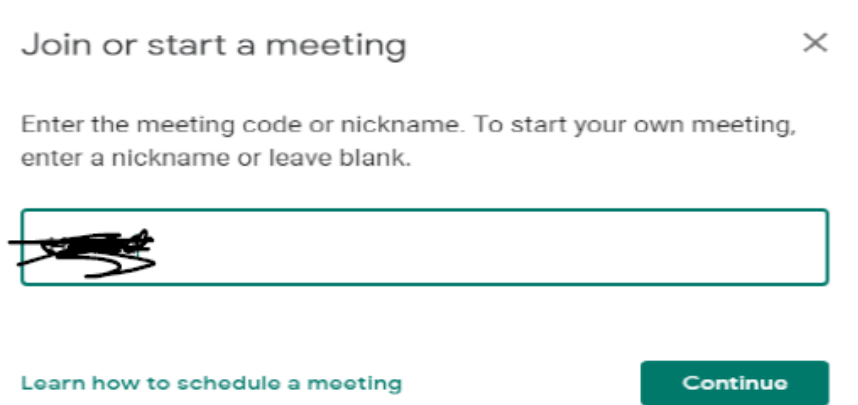 Join or start a meeting
Enter the meeting code or nickname. To start your own meeting,
enter a nickname or leave blank.
Learn how to schedule a meeting
Continue